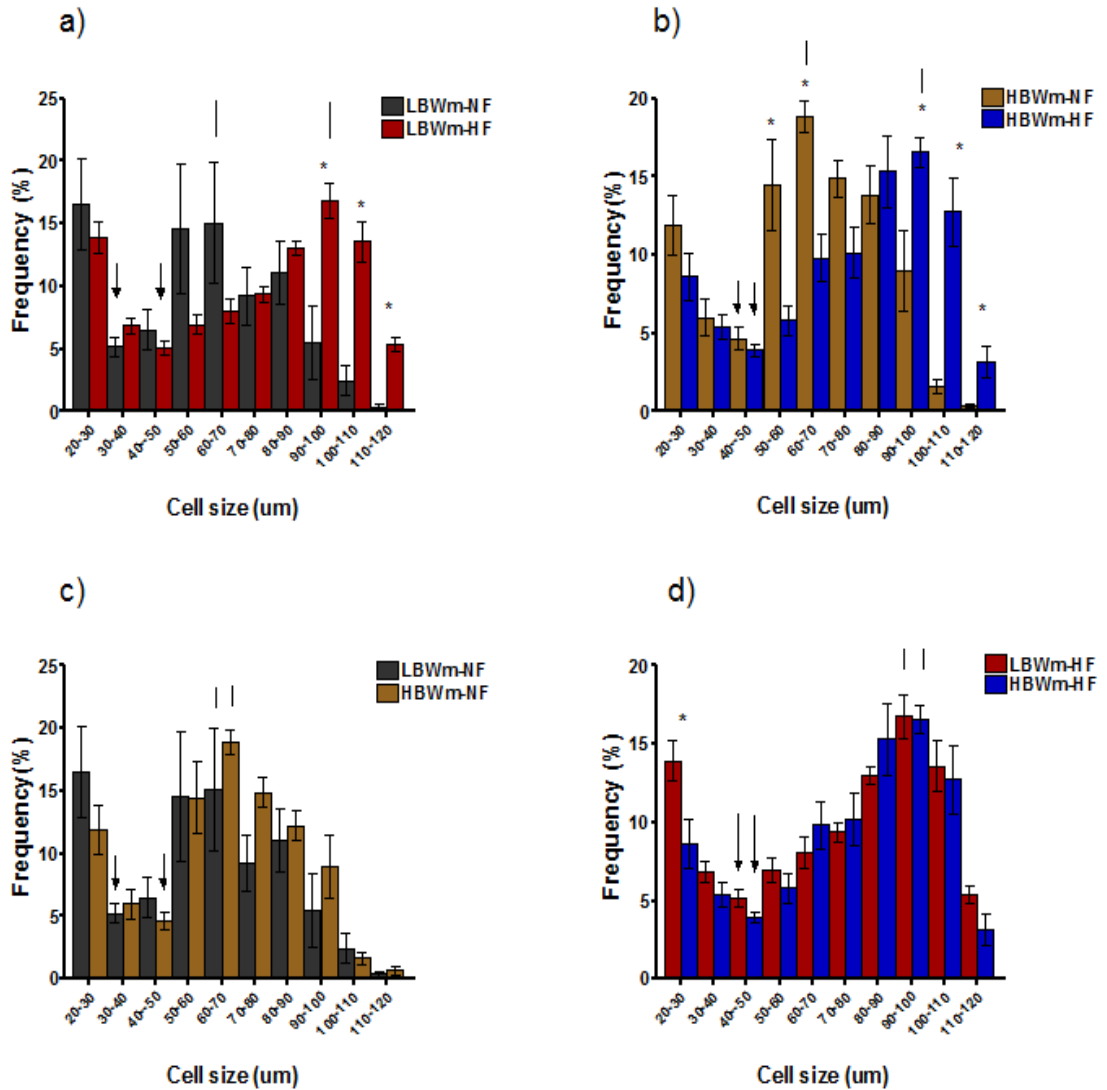 a)
LBWm-NF
LBWm-HF
25
20
15
10
5
0
Frequency (%)
* * *
20-30 30-40 40--50 50-60 60-70 70-80 80-90 90-100 100-110 110-120
Cell size (um)
b)
HBWm-NF
HBWm-HF
20
15
10
5
0
Frequency (%)
* * * * *
20-30 30-40 40--50 50-60 60-70 70-80 80-90 90-100 100-110 110-120
Cell size (um)
c)
LBWm-NF
HBWm-NF
25
20
15
10
5
0
Frequency (%)
20-30 30-40 40--50 50-60 60-70 70-80 80-90 90-100 100-110 110-120
Cell size (um)
d)
LBWm-HF
HBWm-HF
20
15
10
5
0
Frequency (%)
*
20-30 30-40 40--50 50-60 60-70 70-80 80-90 90-100 100-110 110-120
Cell size (um)